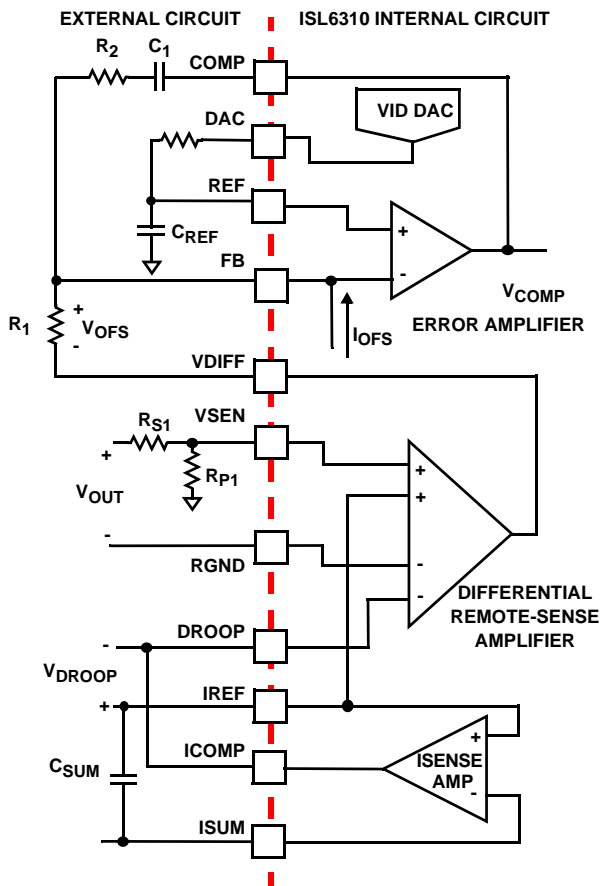 EXTERNAL CIRCUIT
ISL6310 INTERNAL CIRCUIT
R2
C1
COMP
VID DAC
DAC
REF
+
CREF
FB
-
VCOMP
ERROR AMPLIFIER
IOFS
R1
+
VOFS
-
VDIFF
RS1
VSEN
+
RP1
VOUT
+
+
-
RGND
-
-
DIFFERENTIAL
REMOTE-SENSE
AMPLIFIER
DROOP
-
VDROOP
+
IREF
+
ICOMP
ISENSE
AMP
-
CSUM
ISUM